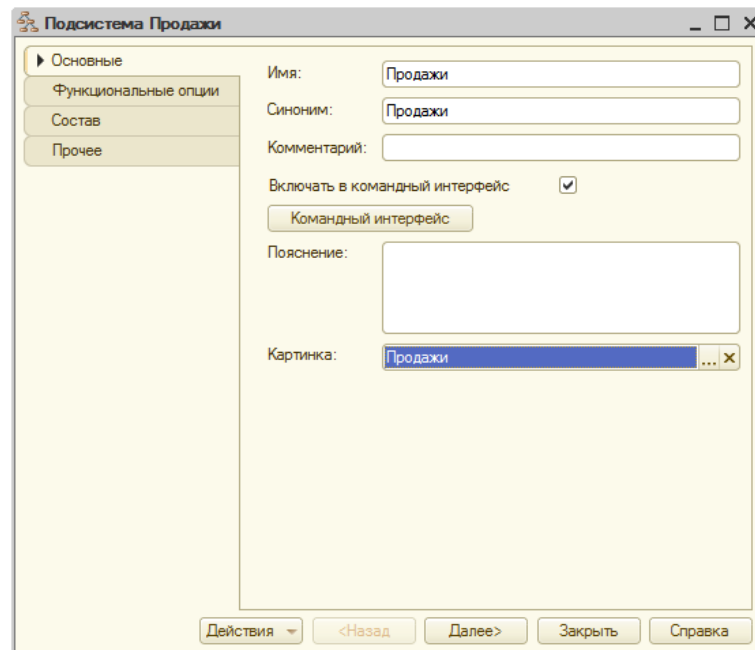 Подсистема Продажи
Основные
Функциональные опции
Состав
Прочее
Имя: Продажи
Синоним: Продажи
Комментарий:
Включать в командный интерфейс
Командный интерфейс
Пояснение:
Картинка: Продажи ...
Действия <Назад Далее> Закрыть Справка